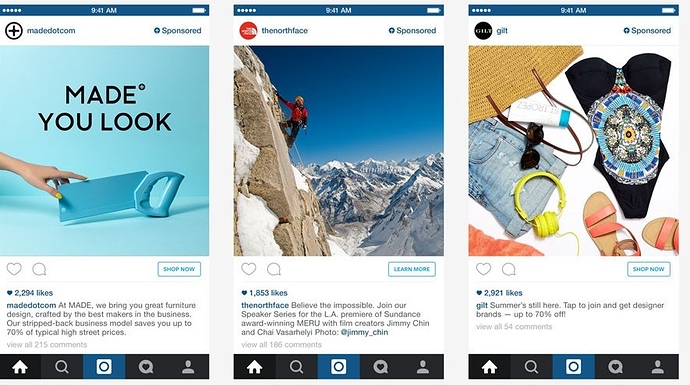 9:41 AM
madedotcom
Sponsored
MADE°
YOU LOOK
SHOP NOW
2,294 likes
madedotcom At MADE, we bring you great furniture
design, crafted by the best makers in the business.
Our stripped-back business model saves you up to
70% of typical high street prices.
view all 215 comments
9:41 AM
THE
NORTH
FACE
thenorthface
Sponsored
LEARN MORE
1,853 likes
thenorthface Believe the impossible. Join our
Speaker Series for the L.A. premiere of Sundance
award-winning MERU with film creators Jimmy Chin
and Chai Vasarhelyi Photo: @jimmy_chin
view all 186 comments
9:41 AM
GILT
gilt
Sponsored
SHOP NOW
2,921 likes
gilt Summer's still here. Tap to join and get designer
brands — up to 70% off!
view all 54 comments